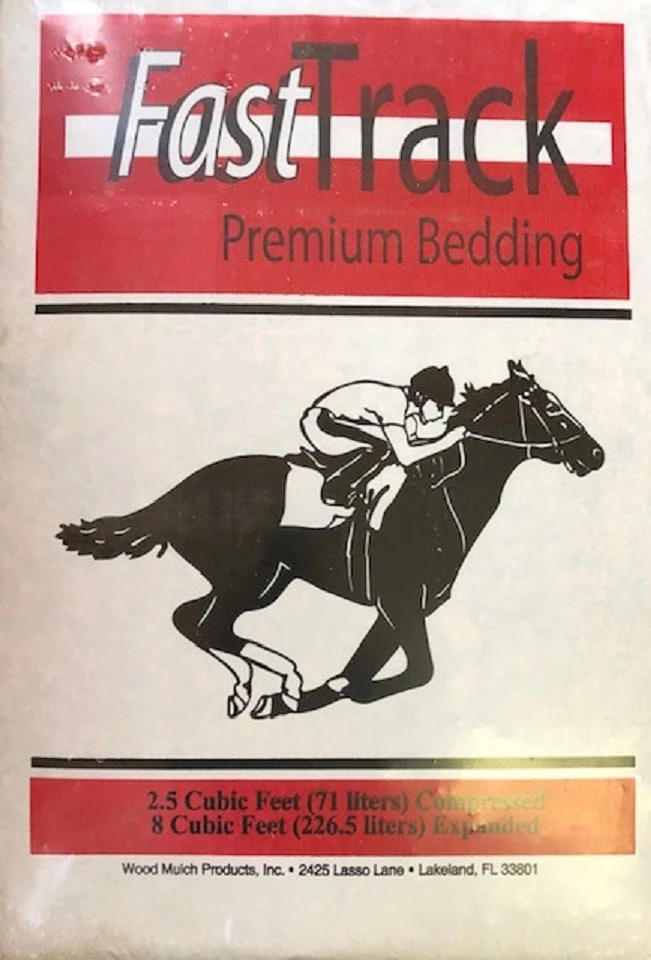 FastTrack
Premium Bedding
2.5 Cubic Feet (71 liters) Compressed
8 Cubic Feet (226.5 liters) Expanded
Wood Mulch Products, Inc. • 2425 Lasso Lane • Lakeland, FL 33801